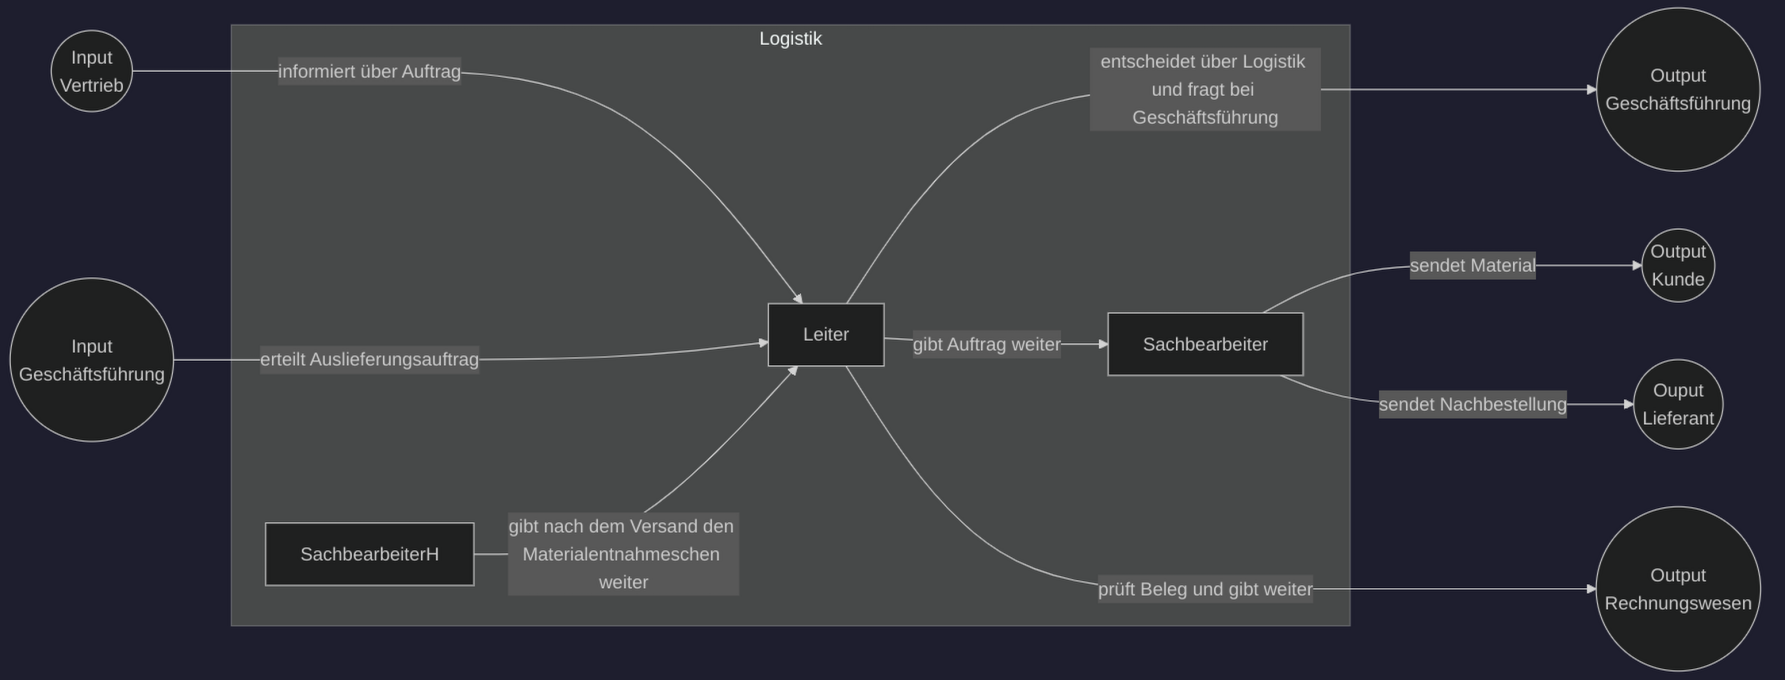 Logistik
Input
Vertrieb
informiert über Auftrag
entscheidet über Logistik
und fragt bei
Geschäftsführung
Output
Geschäftsführung
Input
Geschäftsführung
erteilt Auslieferungsauftrag
Leiter
gibt Auftrag weiter
Sachbearbeiter
sendet Material
Output
Kunde
sendet Nachbestellung
Ouput
Lieferant
SachbearbeiterH
gibt nach dem Versand den
Materialentnahmeschen
weiter
prüft Beleg und gibt weiter
Output
Rechnungswesen